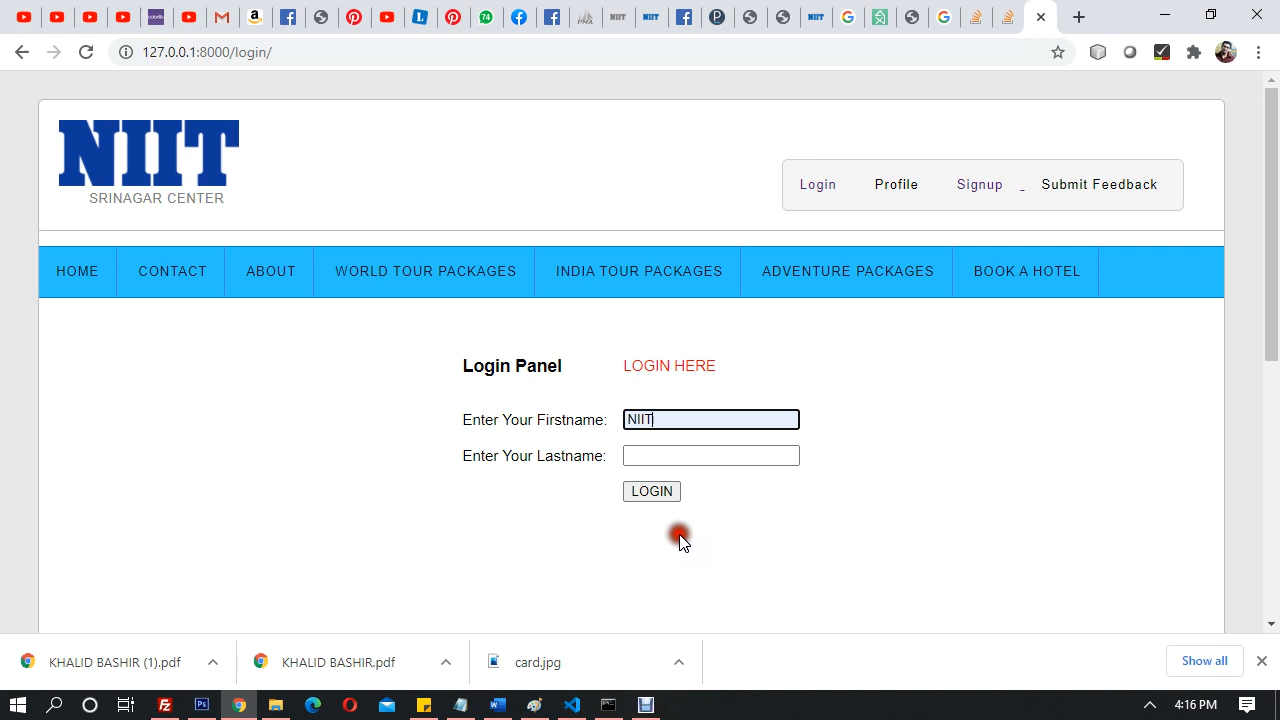 127.0.0.1:8000/login/
NIIT
SRINAGAR CENTER
Login Profile Signup - Submit Feedback
HOME CONTACT ABOUT WORLD TOUR PACKAGES INDIA TOUR PACKAGES ADVENTURE PACKAGES BOOK A HOTEL
Login Panel LOGIN HERE
Enter Your Firstname: NIIT
Enter Your Lastname:
LOGIN
KHALID BASHIR (1).pdf KHALID BASHIR.pdf card.jpg Show all
4:16 PM